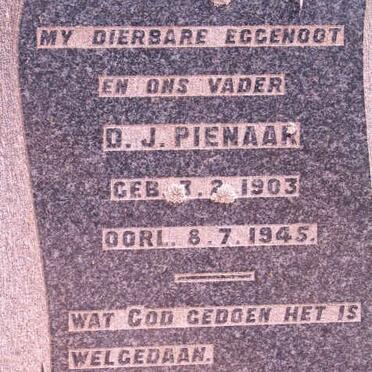 MY DIERBARE EGGENOOT
EN ONS VADER
D. J. PIENAAR
GEB. 3. 2. 1903
OORL. 8. 7. 1945.
WAT GOD GEDOEN HET IS
WELGEDAAN.